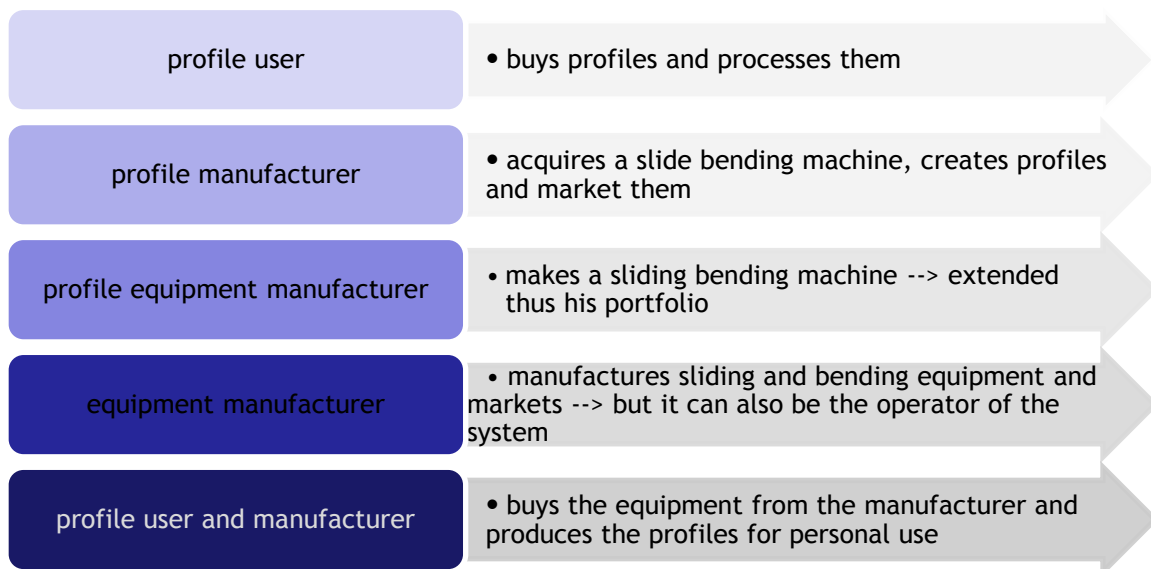 profile user
• buys profiles and processes them
profile manufacturer
• acquires a slide bending machine, creates profiles
and market them
profile equipment manufacturer
• makes a sliding bending machine --> extended
thus his portfolio
equipment manufacturer
• manufactures sliding and bending equipment and
markets --> but it can also be the operator of the
system
profile user and manufacturer
• buys the equipment from the manufacturer and
produces the profiles for personal use